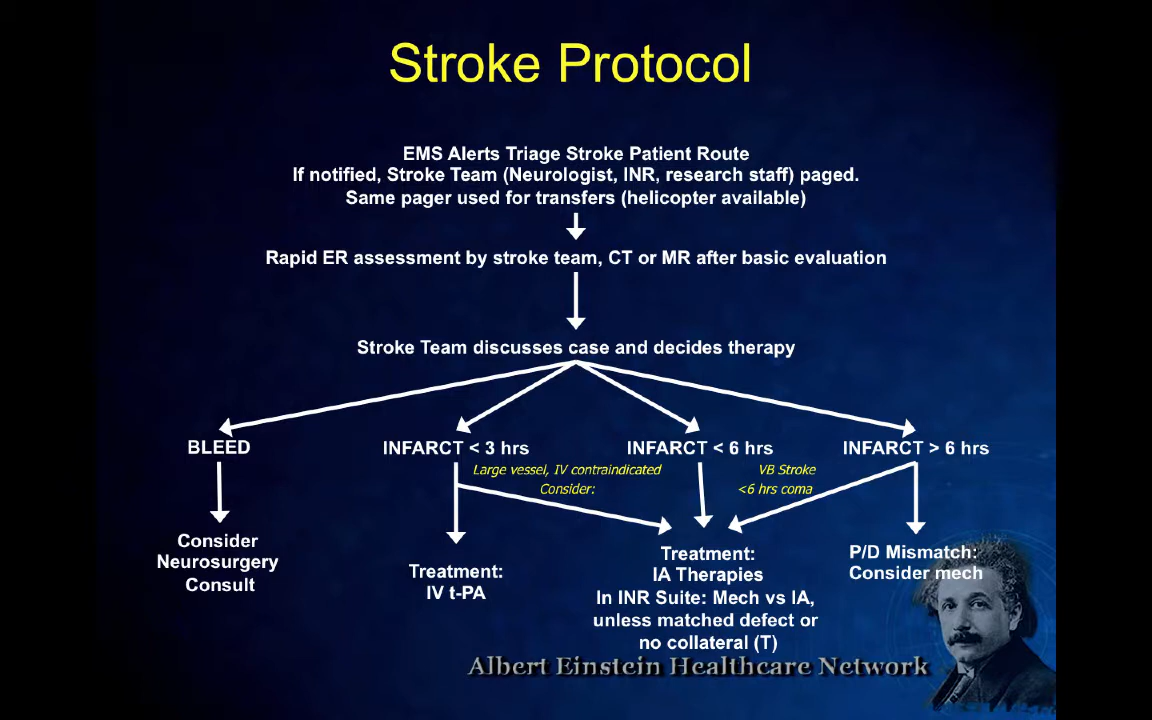 Stroke Protocol
EMS Alerts Triage Stroke Patient Route
If notified, Stroke Team (Neurologist, INR, research staff) paged.
Same pager used for transfers (helicopter available)
Rapid ER assessment by stroke team, CT or MR after basic evaluation
Stroke Team discusses case and decides therapy
BLEED
Consider
Neurosurgery
Consult
INFARCT < 3 hrs
Large vessel, IV contraindicated
Consider:
Treatment:
IV t-PA
INFARCT < 6 hrs
Treatment:
IA Therapies
In INR Suite: Mech vs IA,
unless matched defect or
no collateral (T)
INFARCT > 6 hrs
VB Stroke
<6 hrs coma
P/D Mismatch:
Consider mech
Albert Einstein Healthcare Network